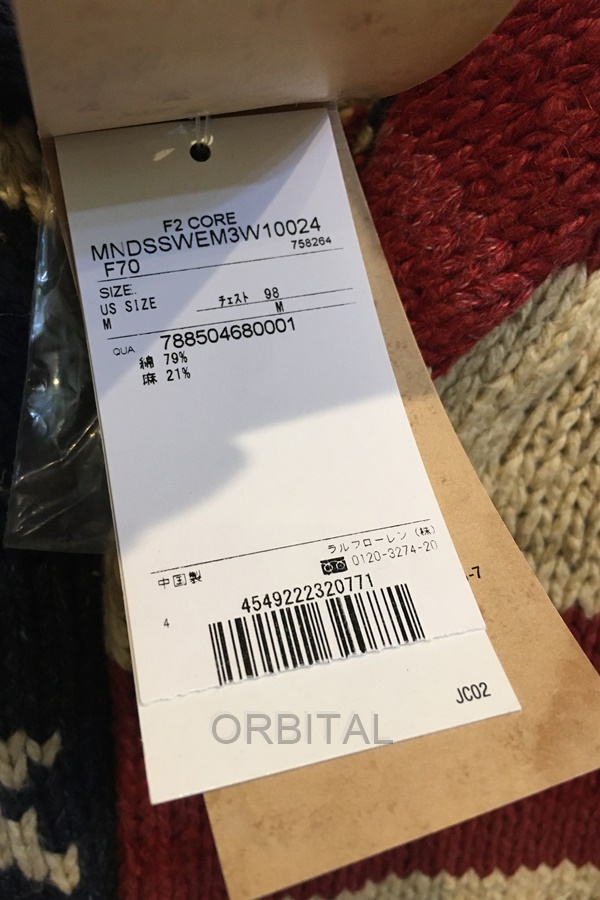 F2 CORE
MNDSSWEM3W10024
F70 758264
SIZE:
US SIZE チェスト 98
M M
QUA 788504680001
綿 79%
麻 21%
ラルフローレン (株)
中国製 0120-3274-20
-7
4549222320771
4
JC02
ORBITAL